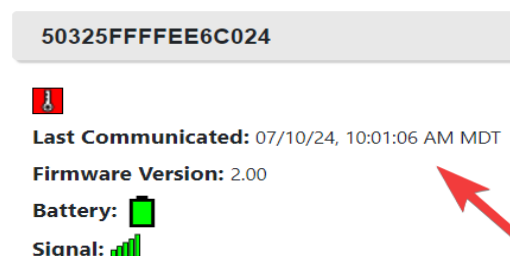 50325FFFFEE6C024
Last Communicated: 07/10/24, 10:01:06 AM MDT
Firmware Version: 2.00
Battery:
Signal: